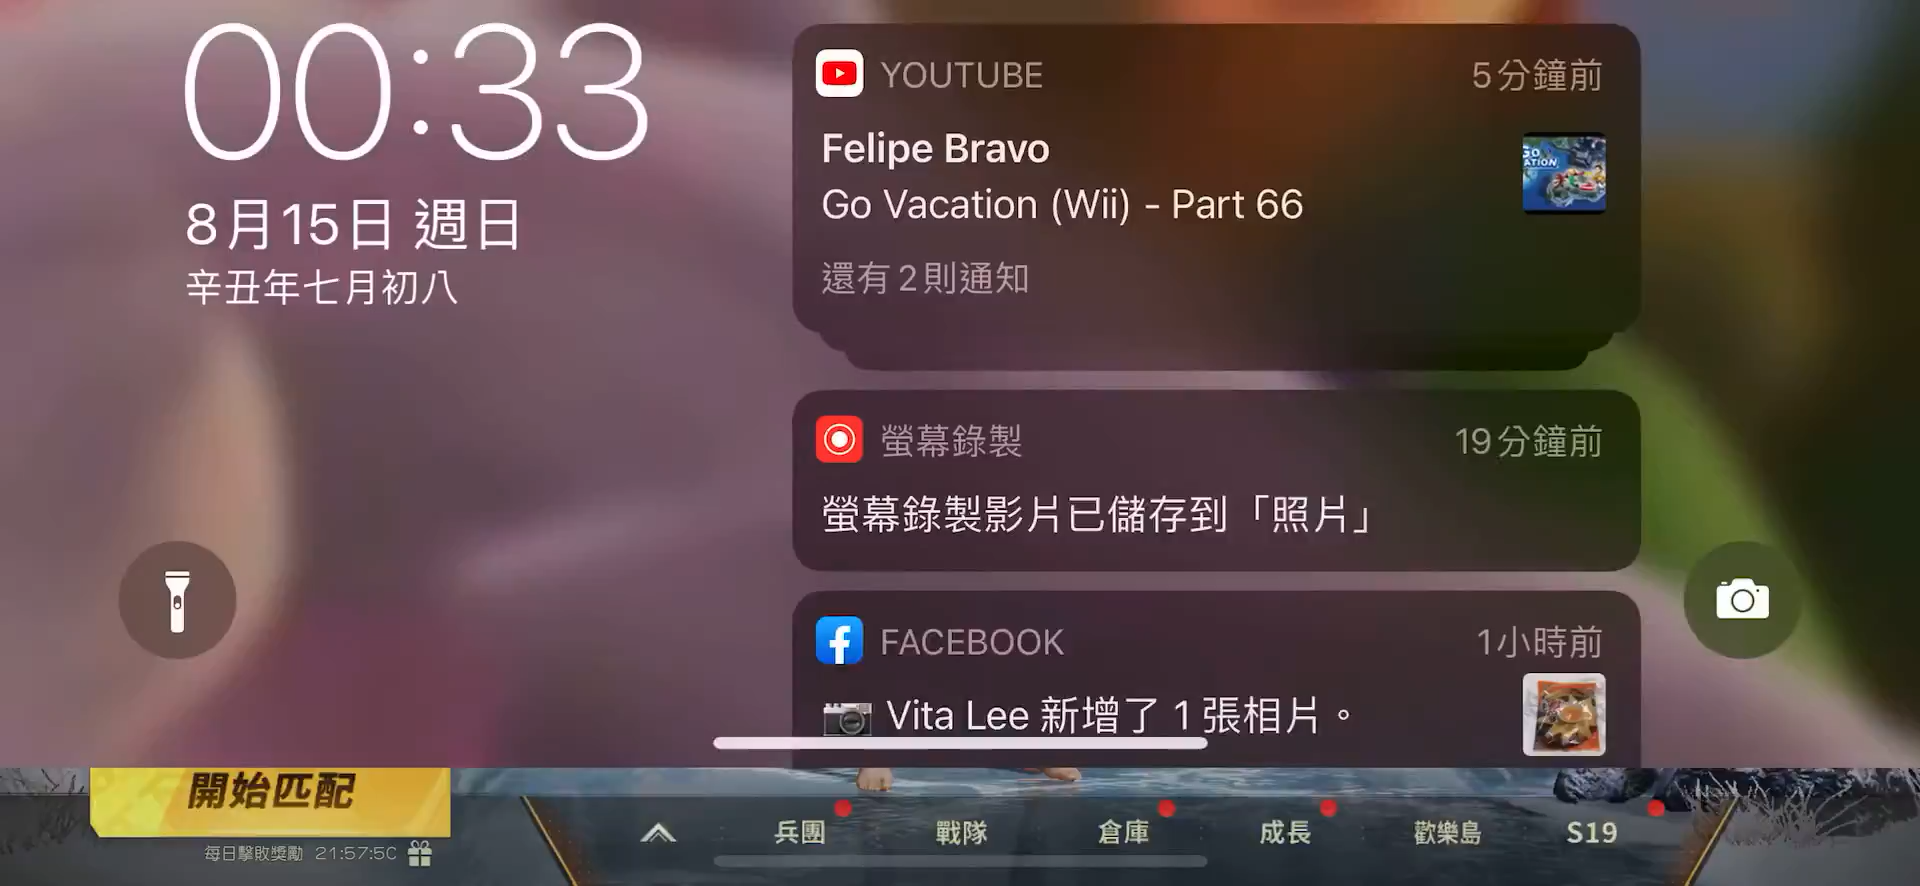 00:33
8月15日 週日
辛丑年七月初八
YOUTUBE
5分鐘前
Felipe Bravo
Go Vacation (Wii) - Part 66
還有2則通知
GO
螢幕錄製
19分鐘前
螢幕錄製影片已儲存到「照片」
FACEBOOK
1小時前
Vita Lee 新增了 1 張相片。
開始匹配
每日擊敗獎勵 21:57:5
兵團
戰隊
倉庫
成長
歡樂島
S19